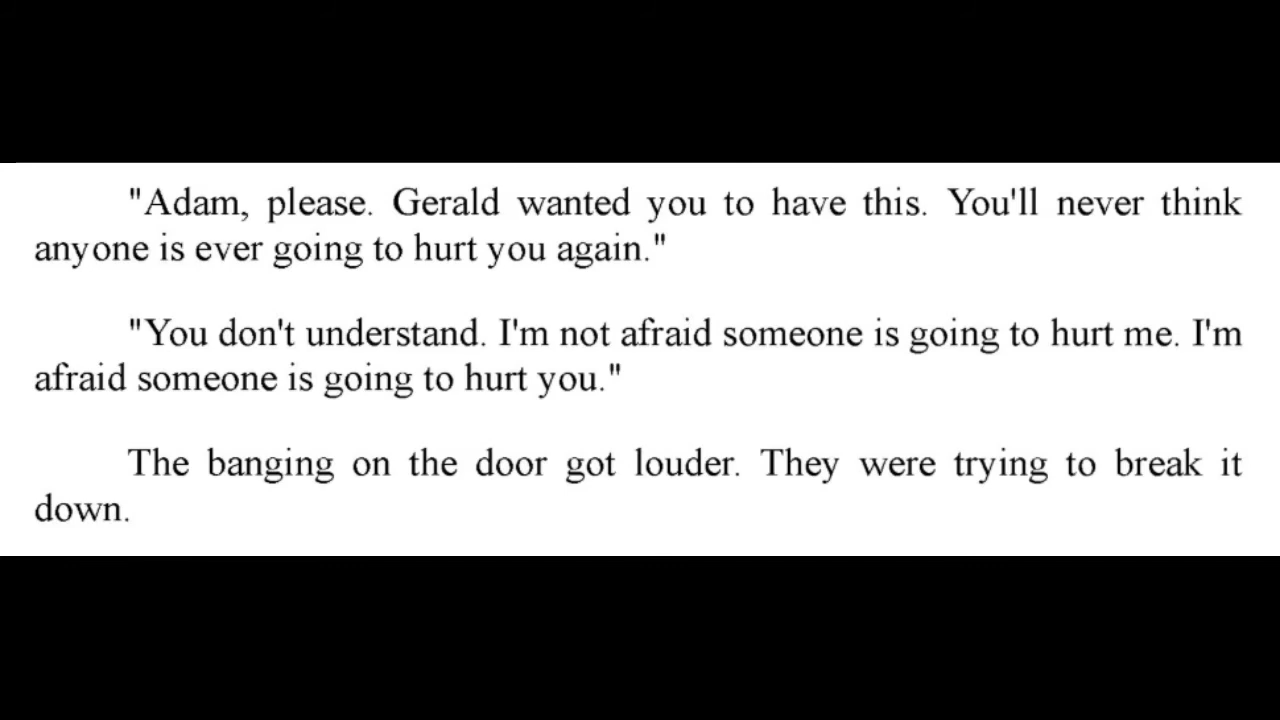 "Adam, please. Gerald wanted you to have this. You'll never think
anyone is ever going to hurt you again."
"You don't understand. I'm not afraid someone is going to hurt me. I'm
afraid someone is going to hurt you."
The banging on the door got louder. They were trying to break it
down.